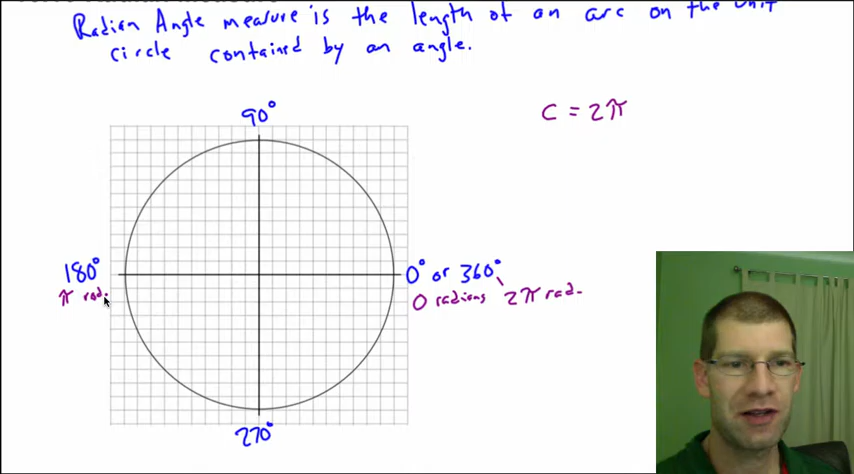 Radian Angle measure is the length of an arc on the unit
circle contained by an angle.
90°
C = 2π
180°
0° or 360°
π rad.
0 radians 2π rad.
270°